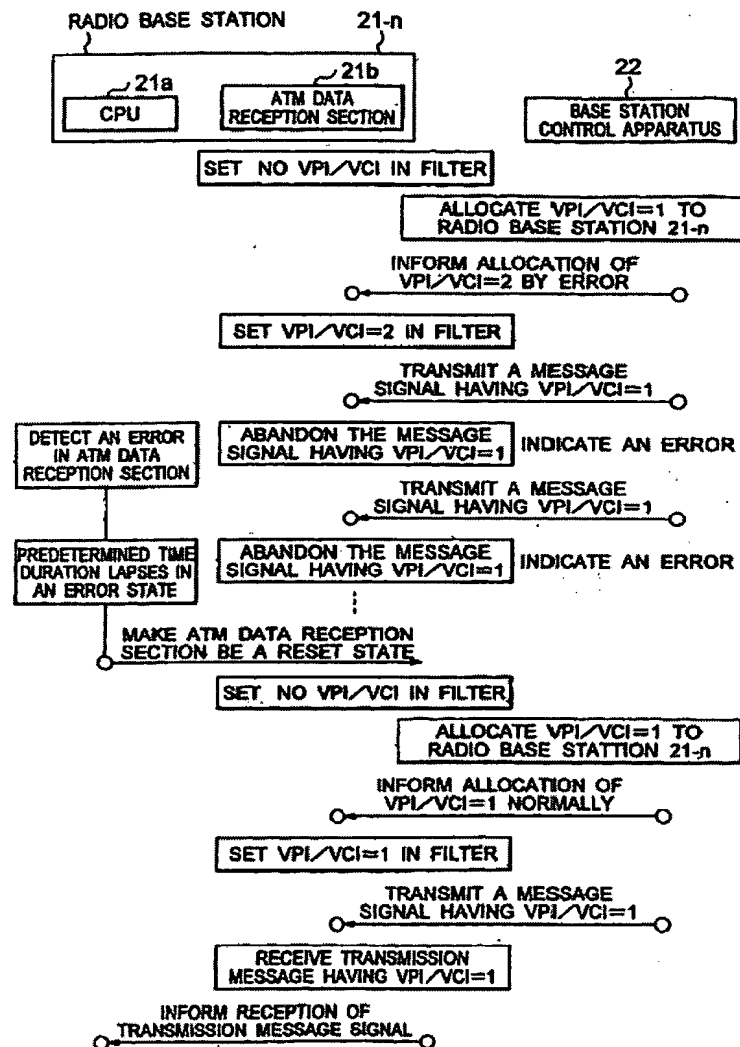 RADIO BASE STATION
21-n
21a
21b
22
CPU
ATM DATA
RECEPTION SECTION
BASE STATION
CONTROL APPARATUS
SET NO VPI/VCI IN FILTER
ALLOCATE VPI/VCI=1 TO
RADIO BASE STATION 21-n
INFORM ALLOCATION OF
VPI/VCI=2 BY ERROR
SET VPI/VCI=2 IN FILTER
TRANSMIT A MESSAGE
SIGNAL HAVING VPI/VCI=1
DETECT AN ERROR
IN ATM DATA
RECEPTION SECTION
ABANDON THE MESSAGE
SIGNAL HAVING VPI/VCI=1
INDICATE AN ERROR
TRANSMIT A MESSAGE
SIGNAL HAVING VPI/VCI=1
PREDETERMINED TIME
DURATION LAPSES IN
AN ERROR STATE
ABANDON THE MESSAGE
SIGNAL HAVING VPI/VCI=1
INDICATE AN ERROR
MAKE ATM DATA RECEPTION
SECTION BE A RESET STATE
SET NO VPI/VCI IN FILTER
ALLOCATE VPI/VCI=1 TO
RADIO BASE STATTION 21-n
INFORM ALLOCATION OF
VPI/VCI=1 NORMALLY
SET VPI/VCI=1 IN FILTER
TRANSMIT A MESSAGE
SIGNAL HAVING VPI/VCI=1
RECEIVE TRANSMISSION
MESSAGE HAVING VPI/VCI=1
INFORM RECEPTION OF
TRANSMISSION MESSAGE SIGNAL